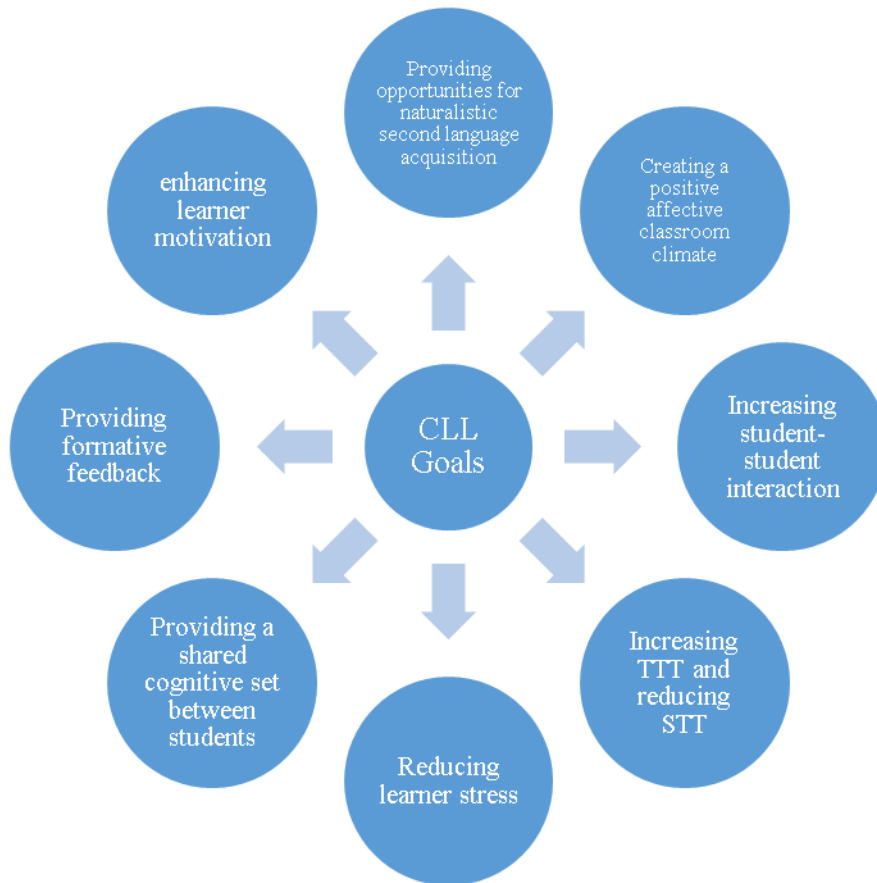 Providing
opportunities for
naturalistic
second language
acquisition
enhancing
learner
motivation
Creating a
positive
affective
classroom
climate
Providing
formative
feedback
CLL
Goals
Increasing
student-
student
interaction
Providing a
shared
cognitive set
between
students
Increasing
TTT and
reducing
STT
Reducing
learner stress